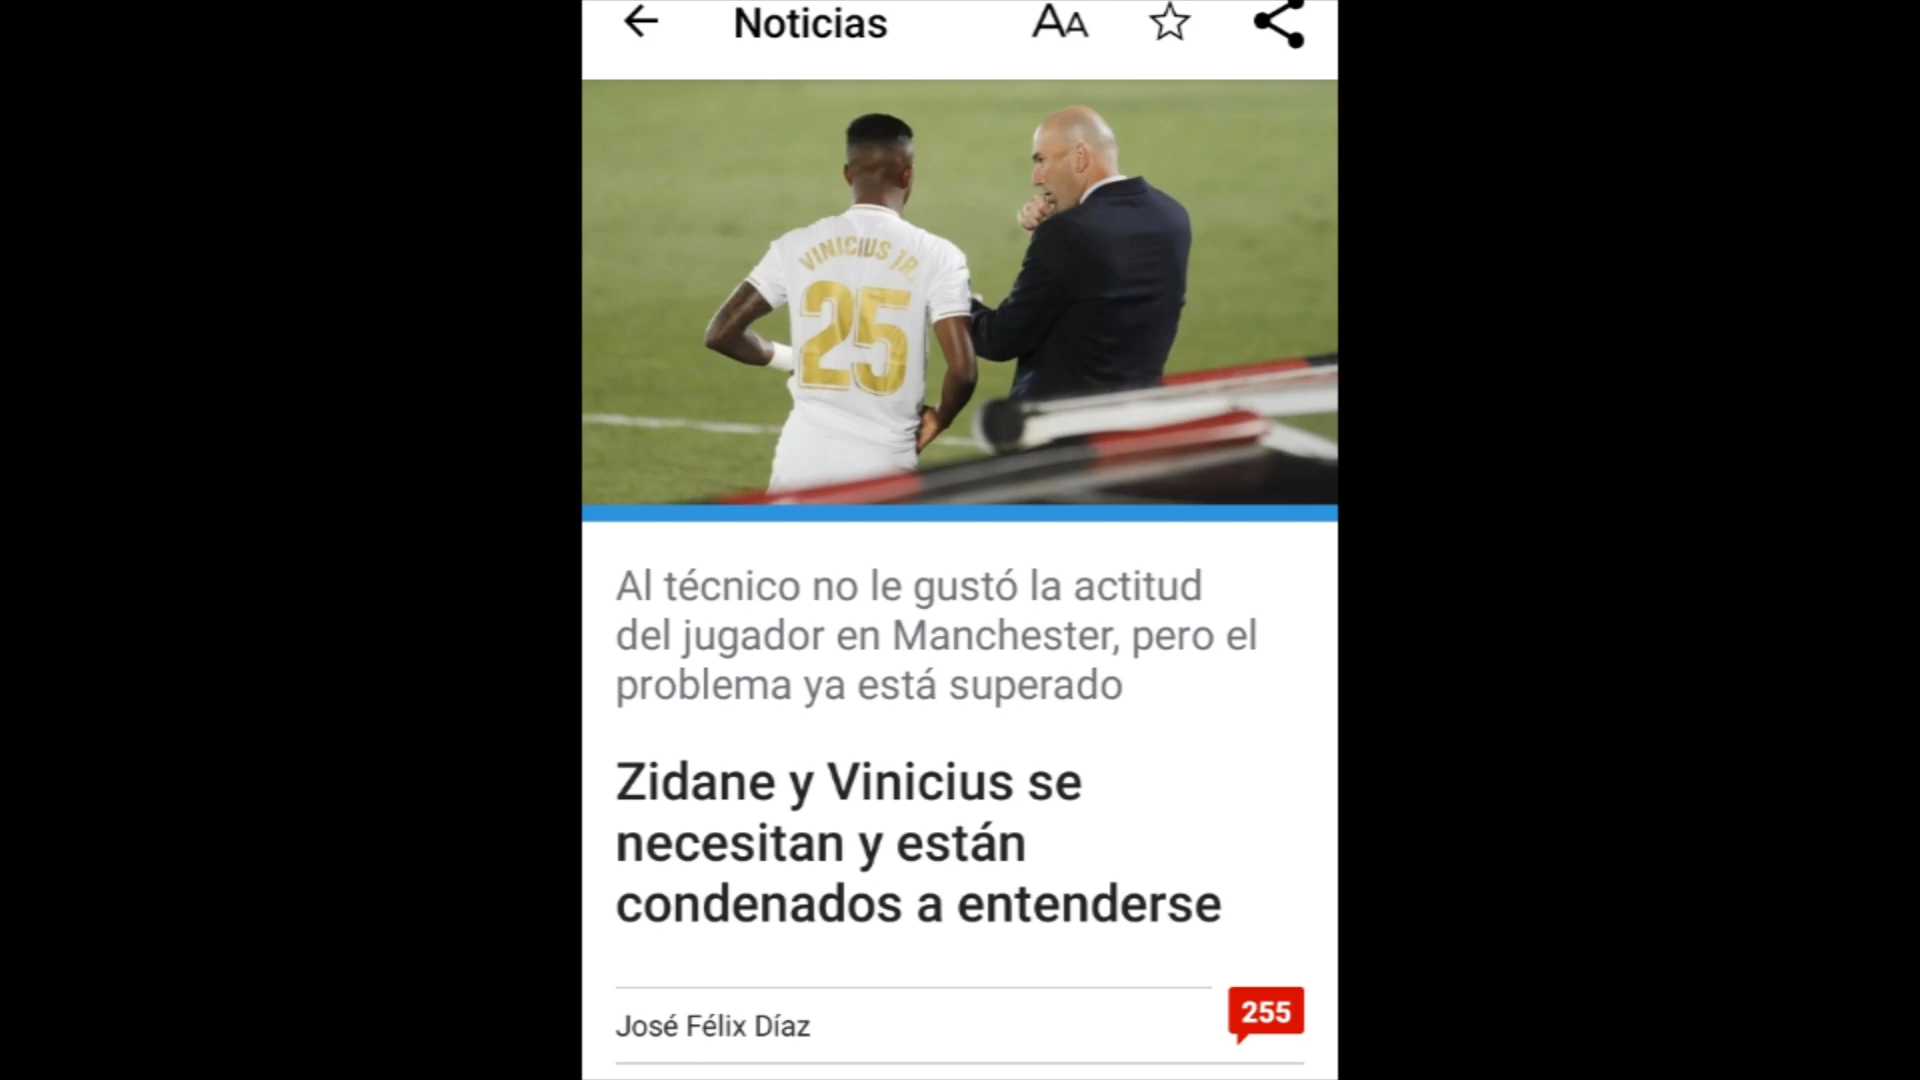 Noticias
AA
VINICIUS JR.
25
Al técnico no le gustó la actitud
del jugador en Manchester, pero el
problema ya está superado
Zidane y Vinicius se
necesitan y están
condenados a entenderse
José Félix Díaz
255